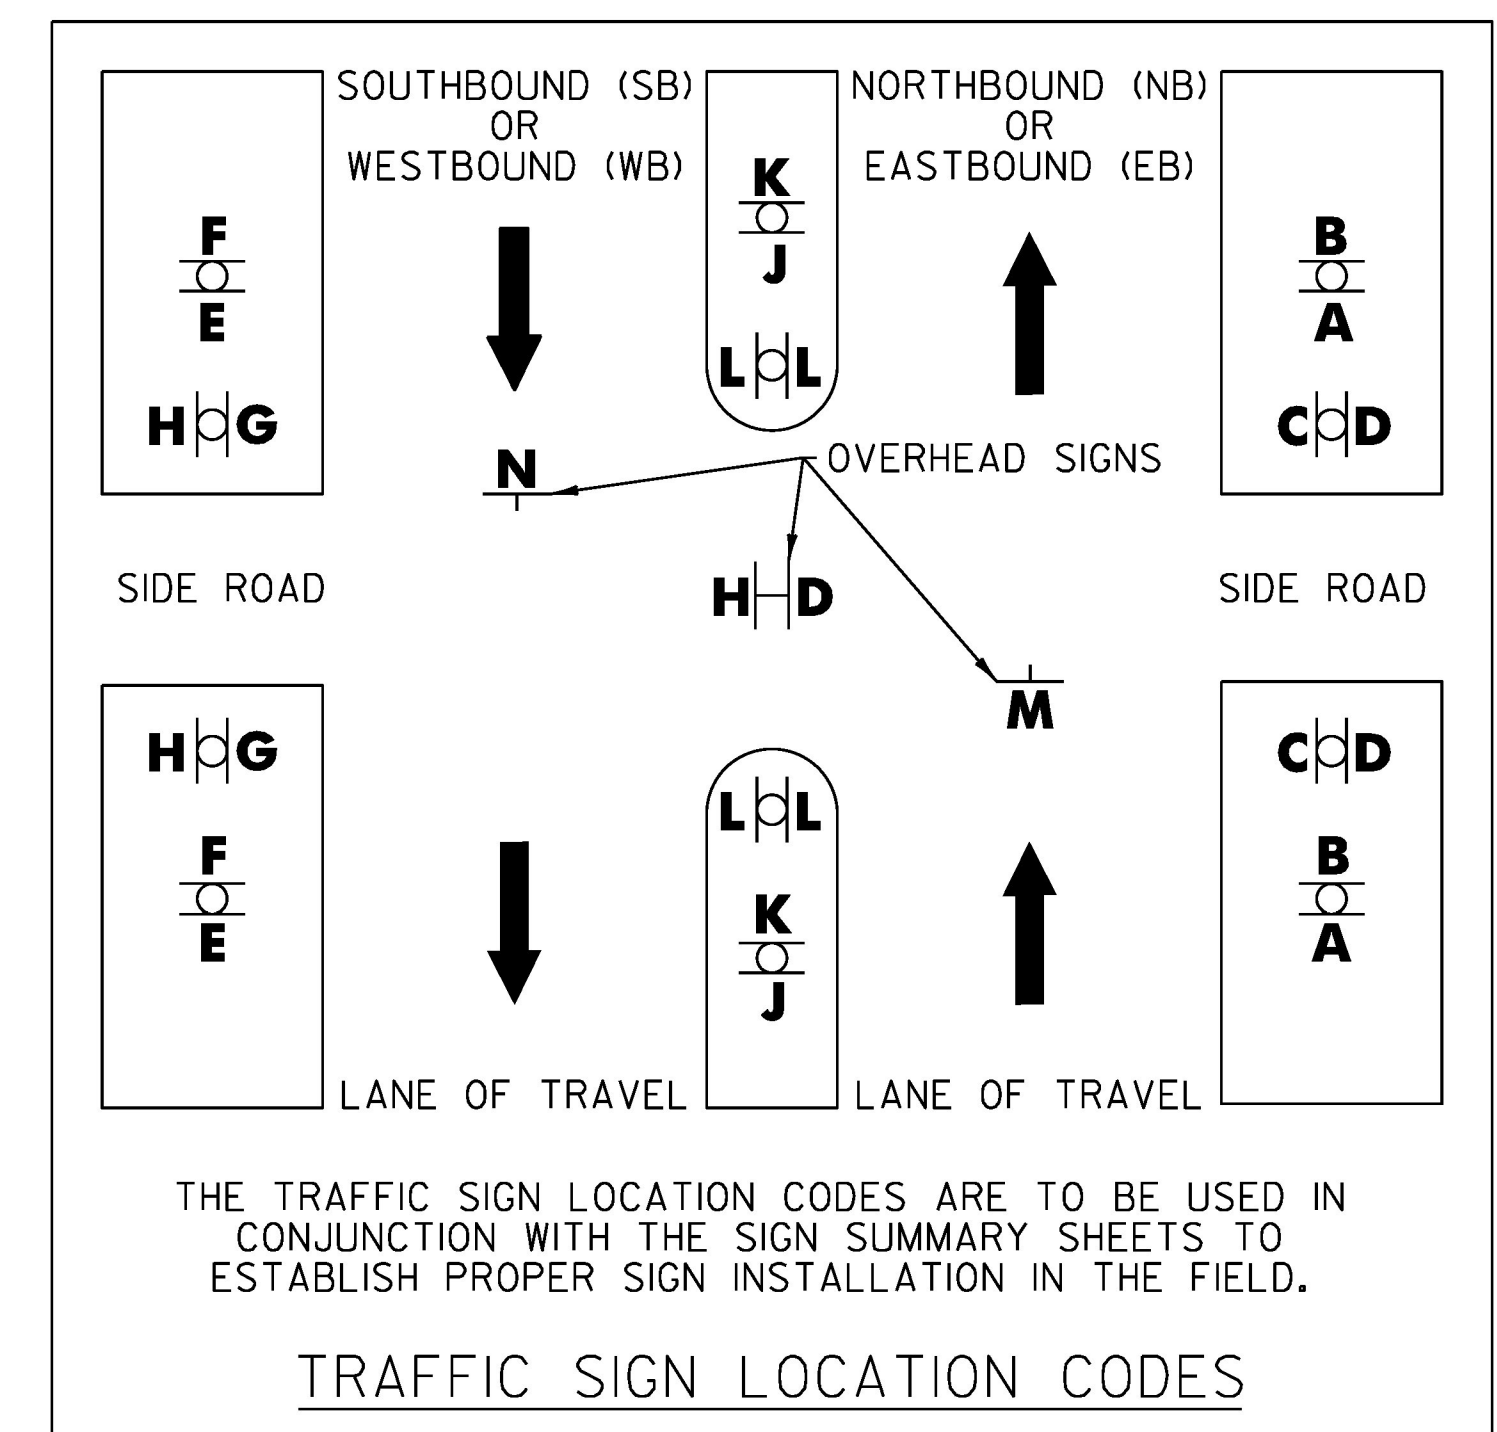 SOUTHBOUND (SB)
OR
WESTBOUND (WB)
NORTHBOUND (NB)
OR
EASTBOUND (EB)
K
J
F
E
B
A
L L
H G
C D
N
OVERHEAD SIGNS
SIDE ROAD
H D
SIDE ROAD
M
H G
C D
L L
F
E
B
A
K
J
LANE OF TRAVEL
LANE OF TRAVEL
THE TRAFFIC SIGN LOCATION CODES ARE TO BE USED IN
CONJUNCTION WITH THE SIGN SUMMARY SHEETS TO
ESTABLISH PROPER SIGN INSTALLATION IN THE FIELD.
TRAFFIC SIGN LOCATION CODES